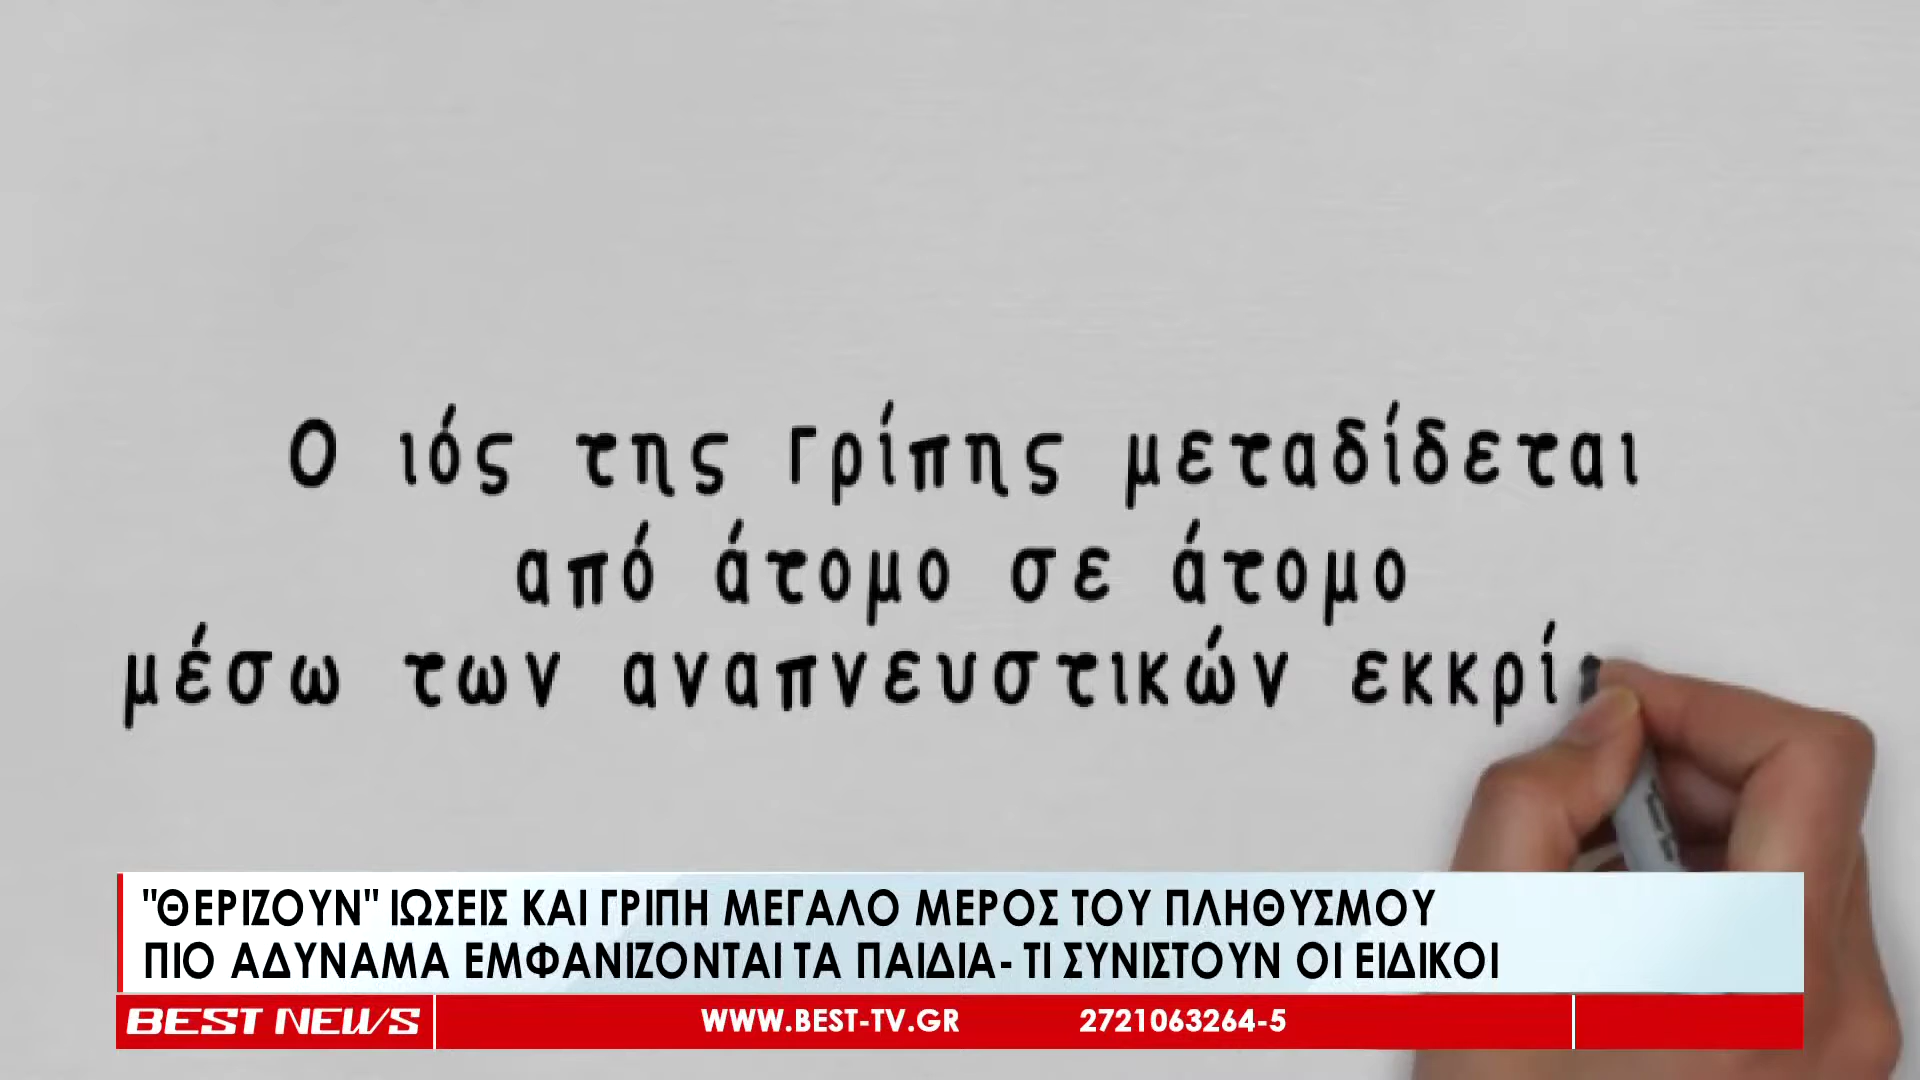 Ο ιός της Γρίπης μεταδίδεται
από άτομο σε άτομο
μέσω των αναπνευστικών
"ΘΕΡΙΖΟΥΝ" ΙΩΣΕΙΣ ΚΑΙ ΓΡΙΠΗ ΜΕΓΑΛΟ ΜΕΡΟΣ ΤΟΥ ΠΛΗΘΥΣΜΟΥ
ΠΙΟ ΑΔΥΝΑΜΑ ΕΜΦΑΝΙΖΟΝΤΑΙ ΤΑ ΠΑΙΔΙΑ- ΤΙ ΣΥΝΙΣΤΟΥΝ ΟΙ ΕΙΔΙΚΟΙ
BEST NEWS WWW.BEST-TV.GR 2721063264-5